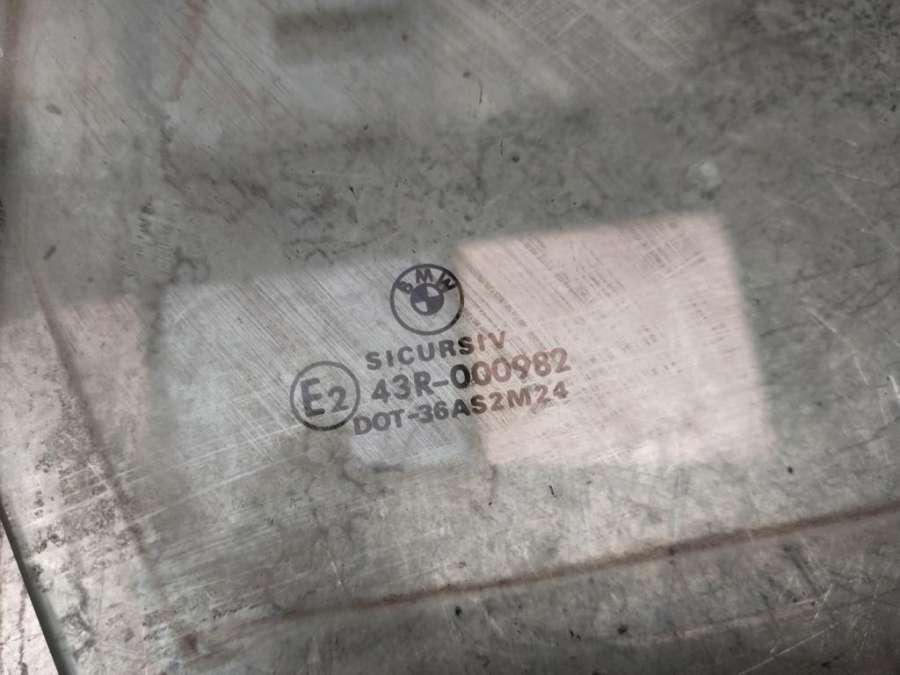 BMW
SICURSIV
E2 43R-000982
DOT-36AS2M24